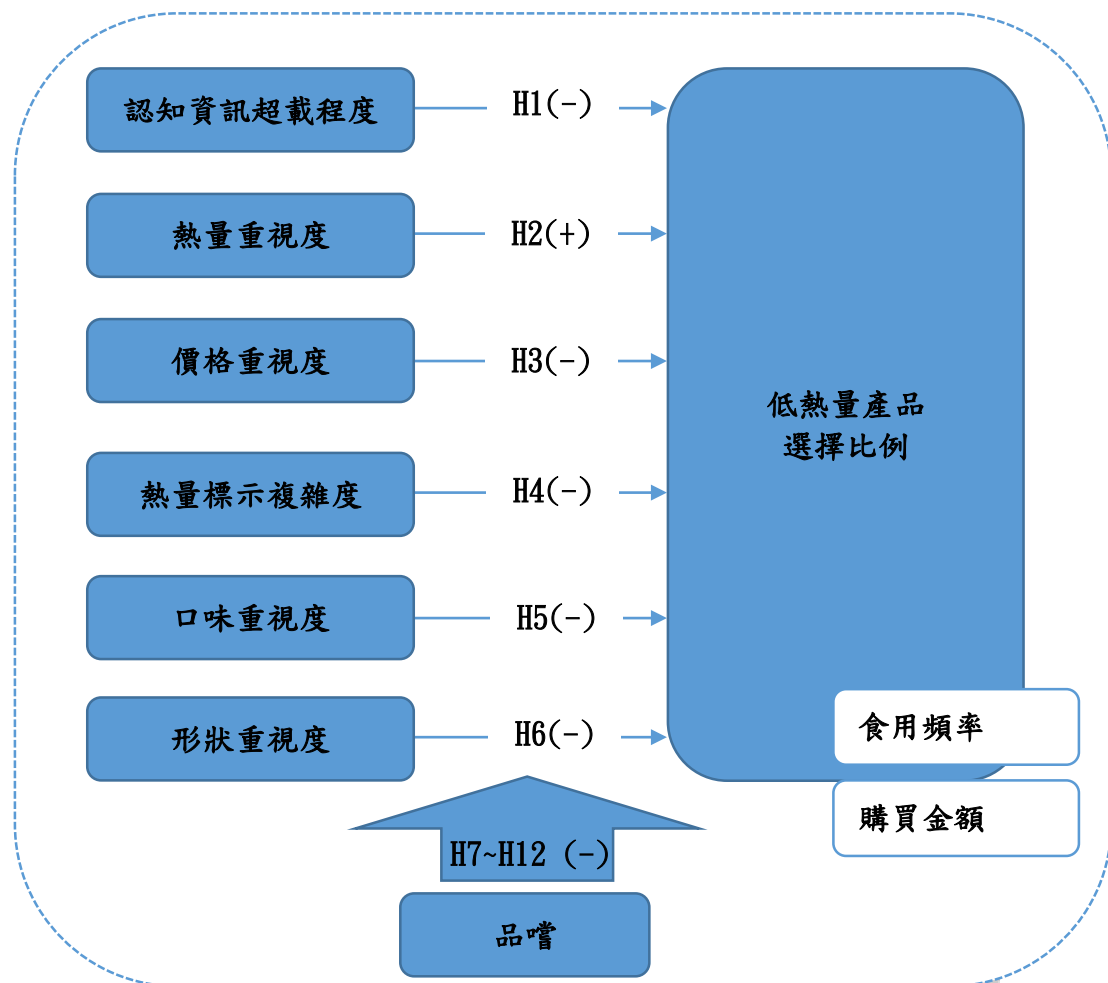 認知資訊超載程度
H1(-)
熱量重視度
H2(+)
價格重視度
H3(-)
低熱量產品
選擇比例
熱量標示複雜度
H4(-)
口味重視度
H5(-)
形狀重視度
H6(-)
食用頻率
購買金額
H7~H12 (-)
品嚐